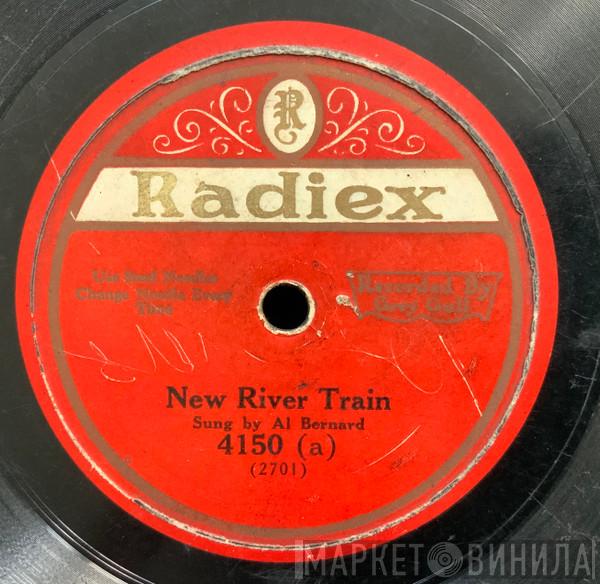 R
Radiex
Use Steel Needles
Change Needle Every
Time
Recorded By
Grey Gull
New River Train
Sung by Al Bernard
4150 (a)
(2701)
МАРКЕТ ВИНИЛА